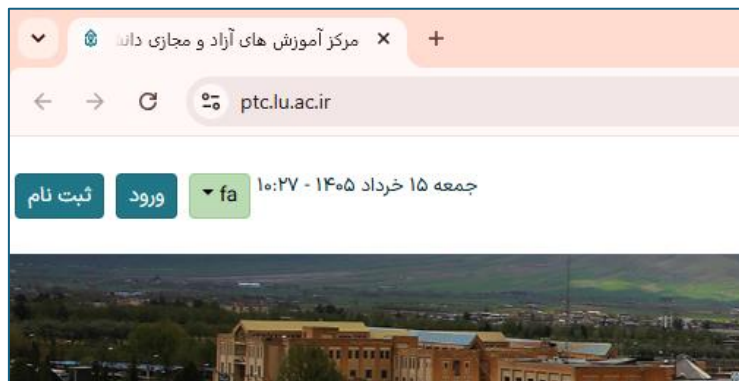 مرکز آموزش های آزاد و مجازی
ptc.lu.ac.ir
جمعه ۱۵ خرداد ۱۴۰۵ - ۱۰:۲۷
fa
ورود
ثبت نام